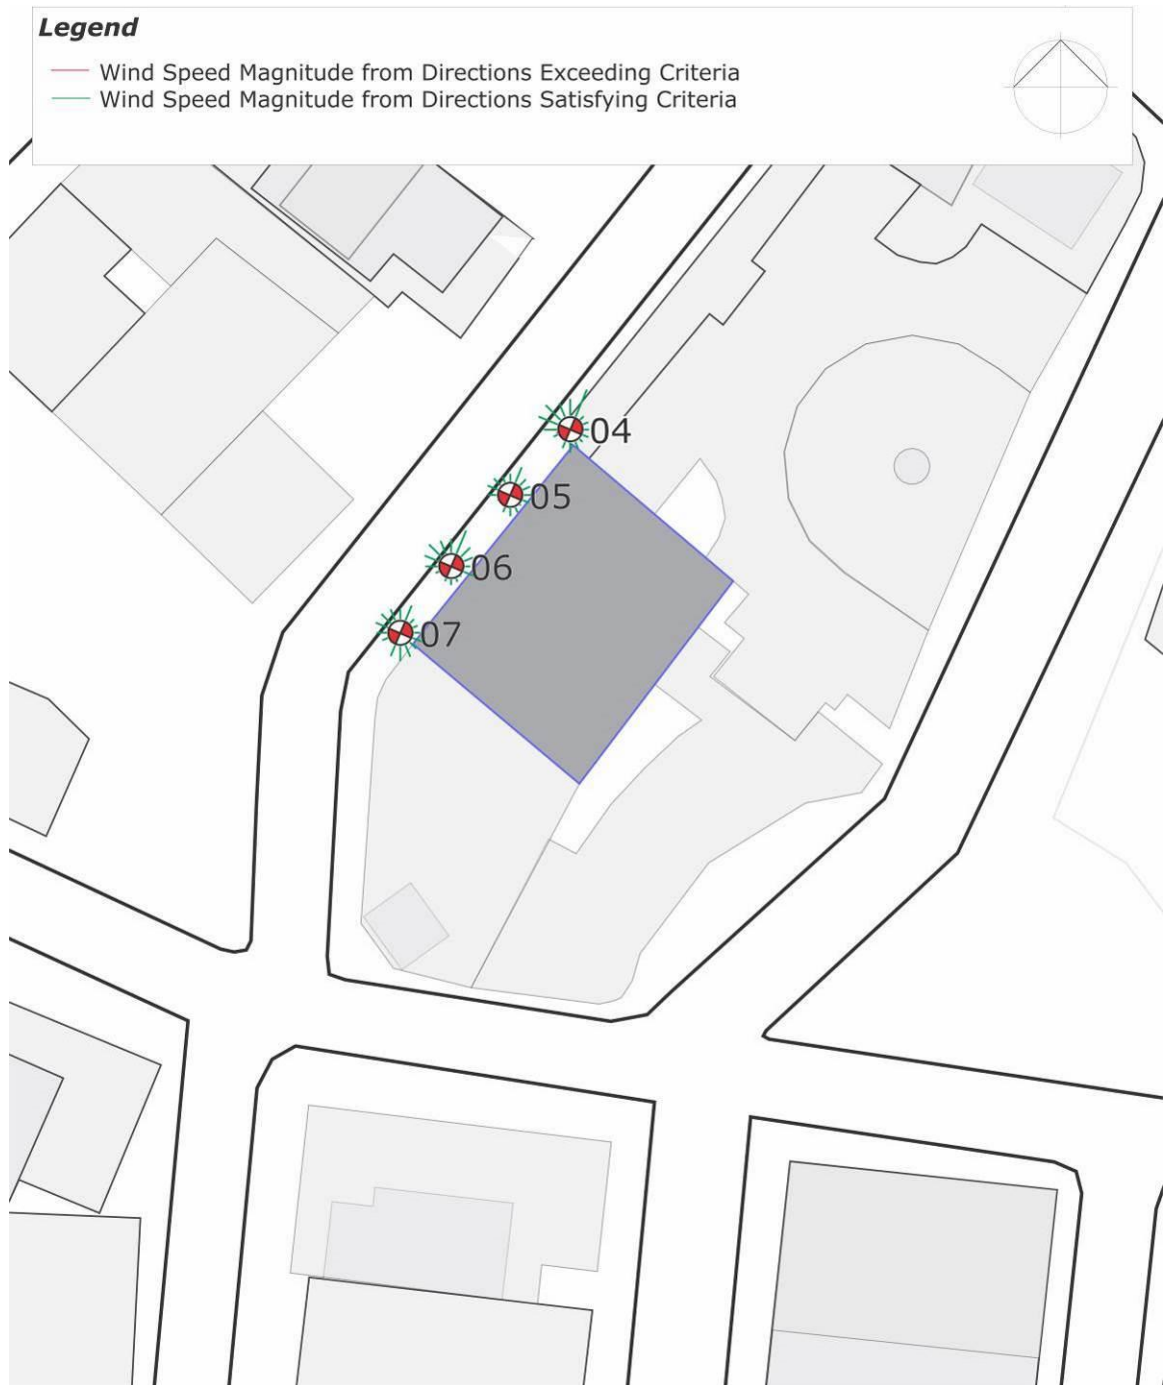 Legend
Wind Speed Magnitude from Directions Exceeding Criteria
Wind Speed Magnitude from Directions Satisfying Criteria
04
05
06
07